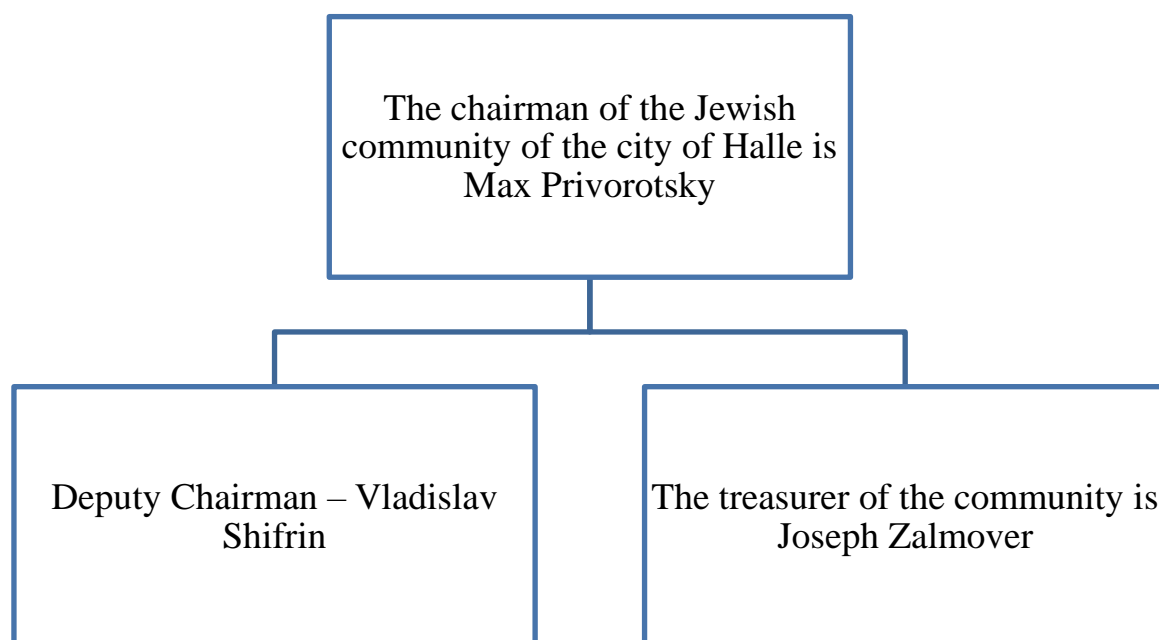 The chairman of the Jewish
community of the city of Halle is
Max Privorotsky
Deputy Chairman – Vladislav
Shifrin
The treasurer of the community is
Joseph Zalmover